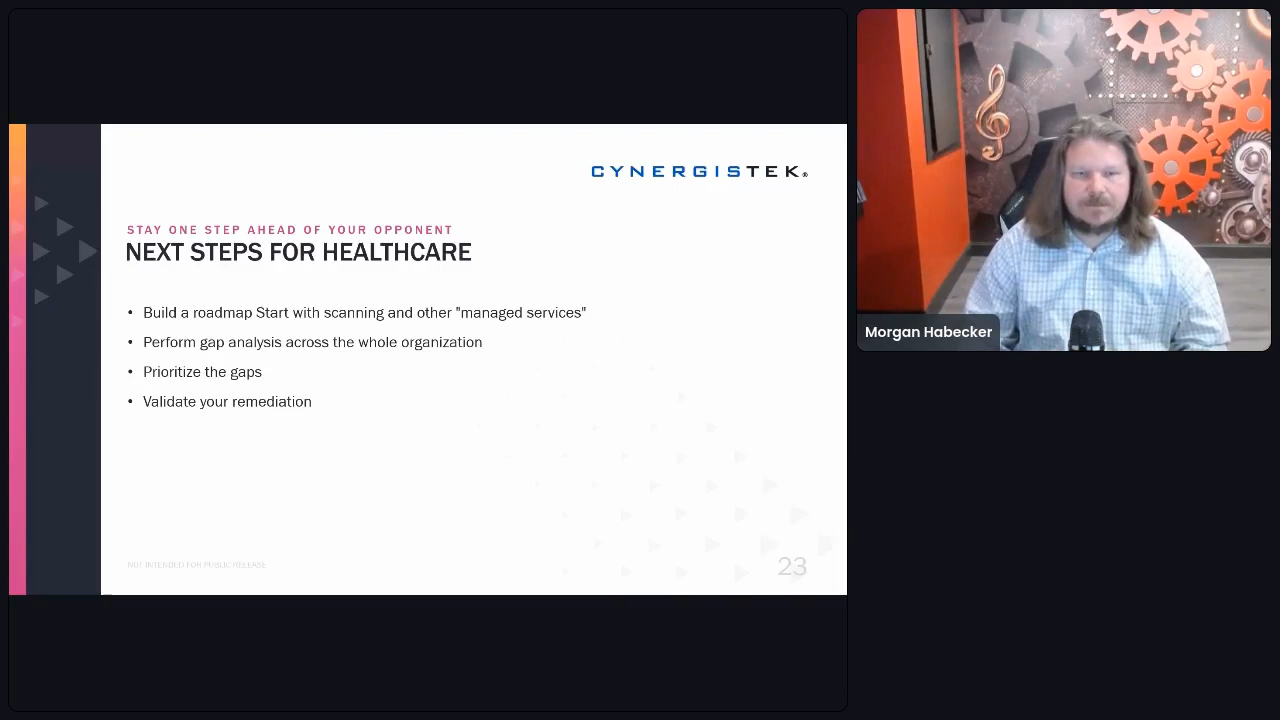 CYNERGISTEK®
STAY ONE STEP AHEAD OF YOUR OPPONENT
NEXT STEPS FOR HEALTHCARE
• Build a roadmap Start with scanning and other "managed services"
• Perform gap analysis across the whole organization
• Prioritize the gaps
• Validate your remediation
NOT INTENDED FOR PUBLIC RELEASE
23
Morgan Habecker